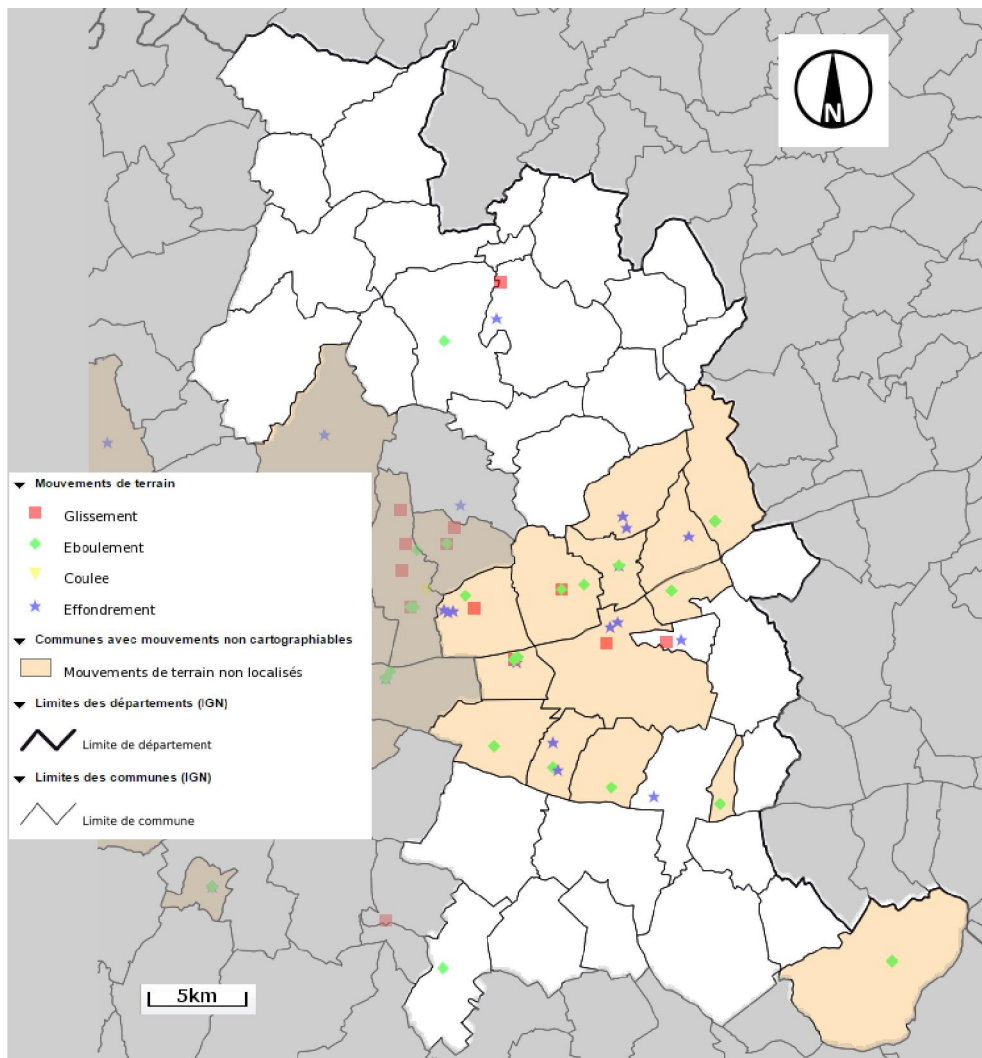 N
Mouvements de terrain
Glissement
Eboulement
Coulee
Effondrement
Communes avec mouvements non cartographiables
Mouvements de terrain non localisés
Limites des départements (IGN)
Limite de département
Limites des communes (IGN)
Limite de commune
5km